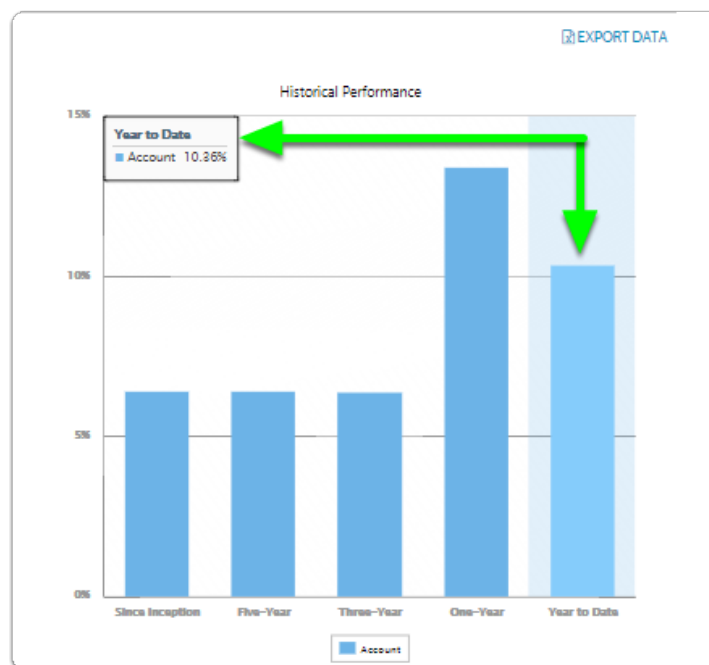 EXPORT DATA
Historical Performance
15%
Year to Date
Account 10.36%
10%
5%
0%
Since Inception Five-Year Three-Year One-Year Year to Date
Account